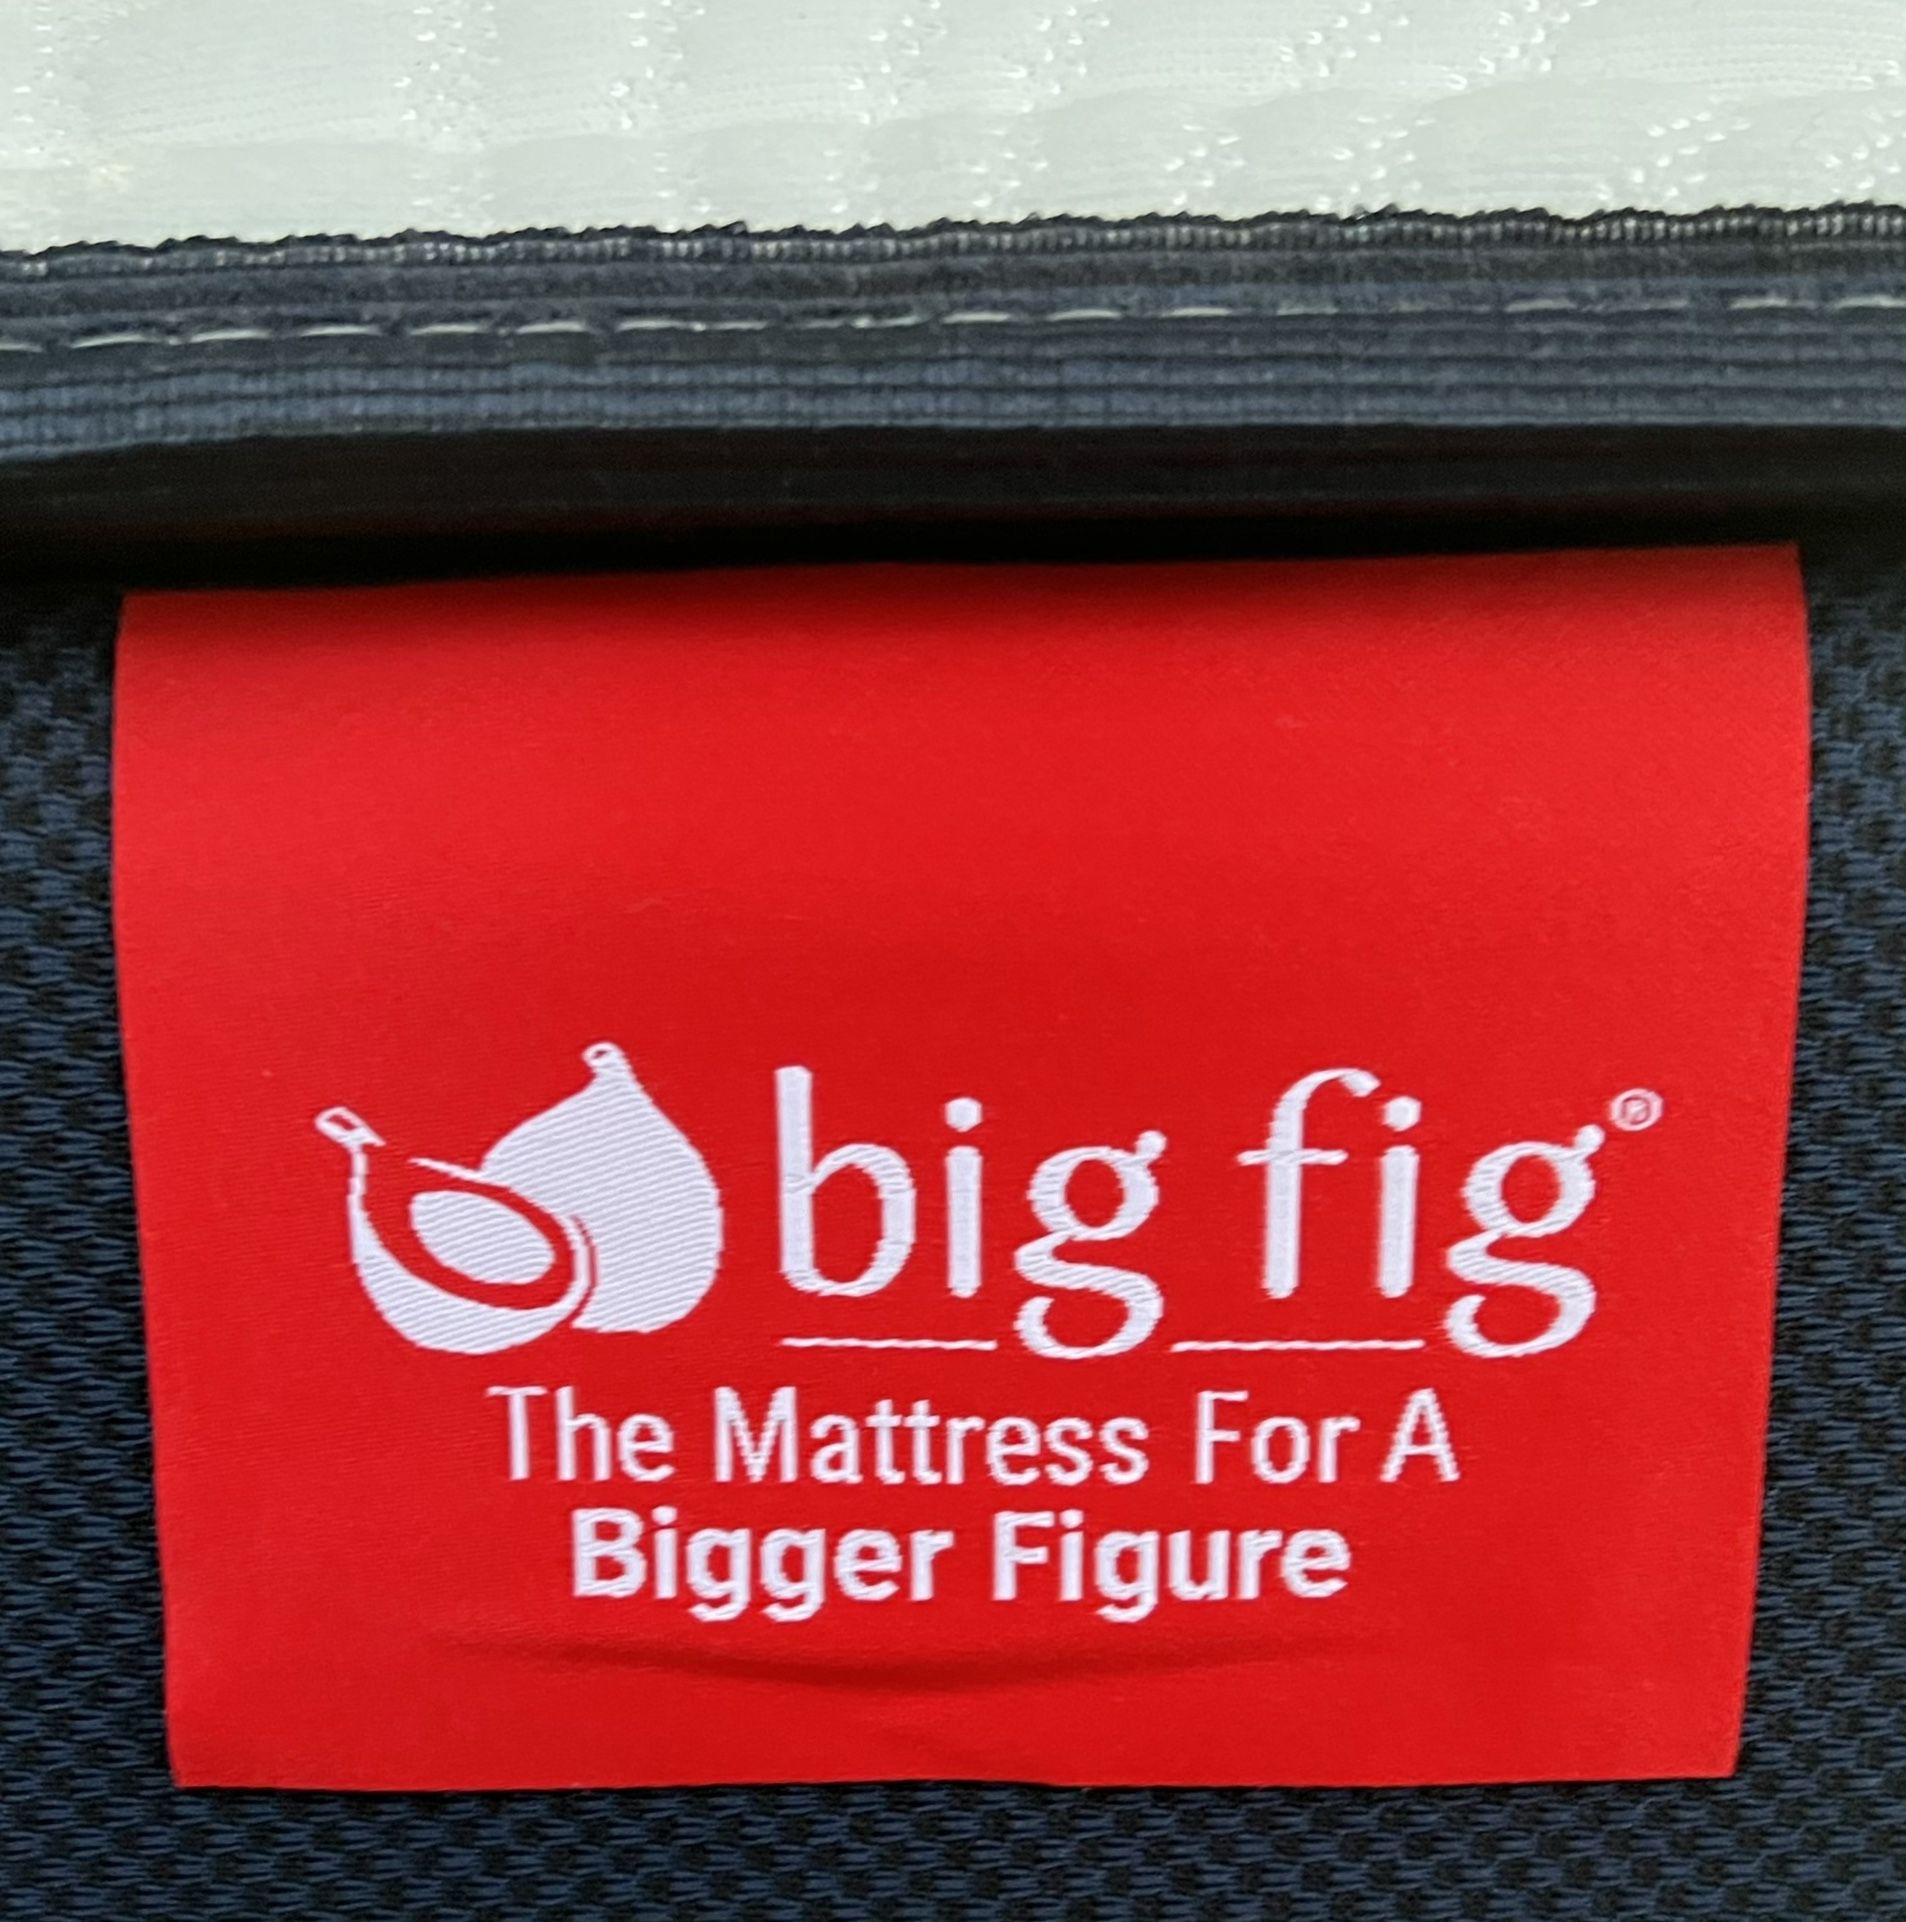 big fig®
The Mattress For A
Bigger Figure